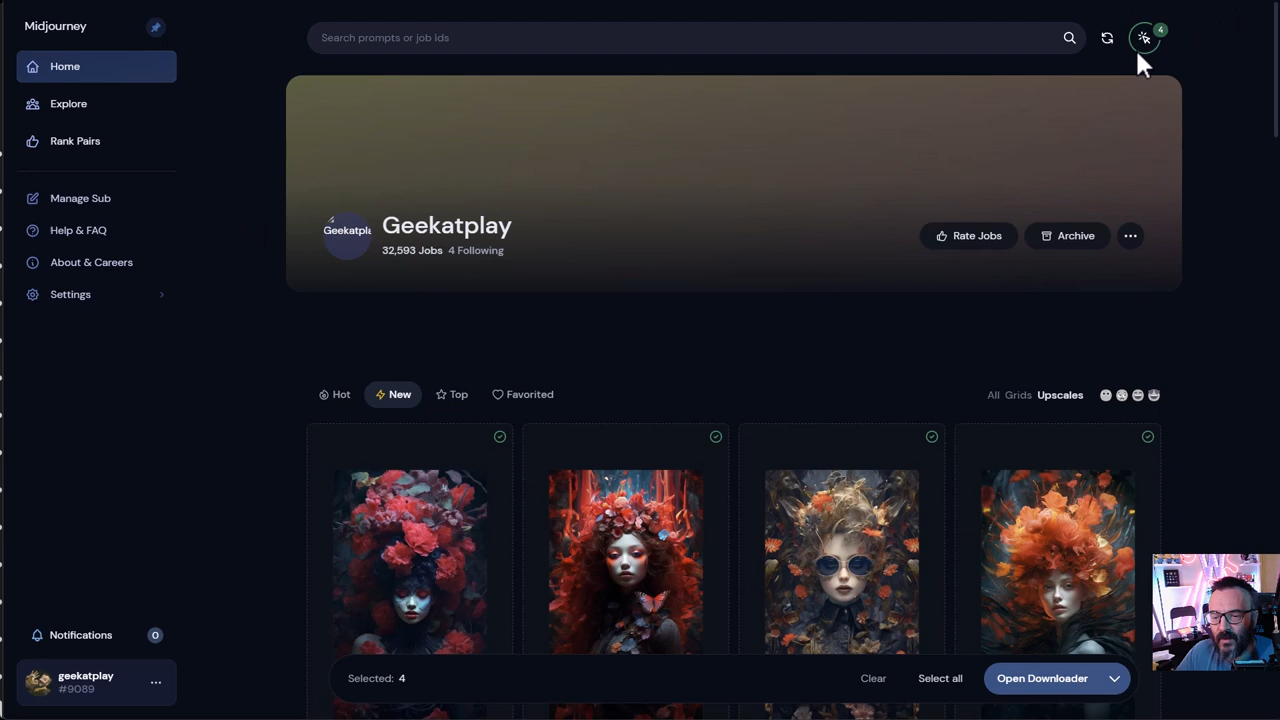 Midjourney
Home
Explore
Rank Pairs
Manage Sub
Help & FAQ
About & Careers
Settings
Notifications 0
geekatplay
#9089
Search prompts or job ids
4
Geekatpla
Geekatplay
32,593 Jobs 4 Following
Rate Jobs Archive
Hot New Top Favorited
All Grids Upscales
Selected: 4 Clear Select all Open Downloader